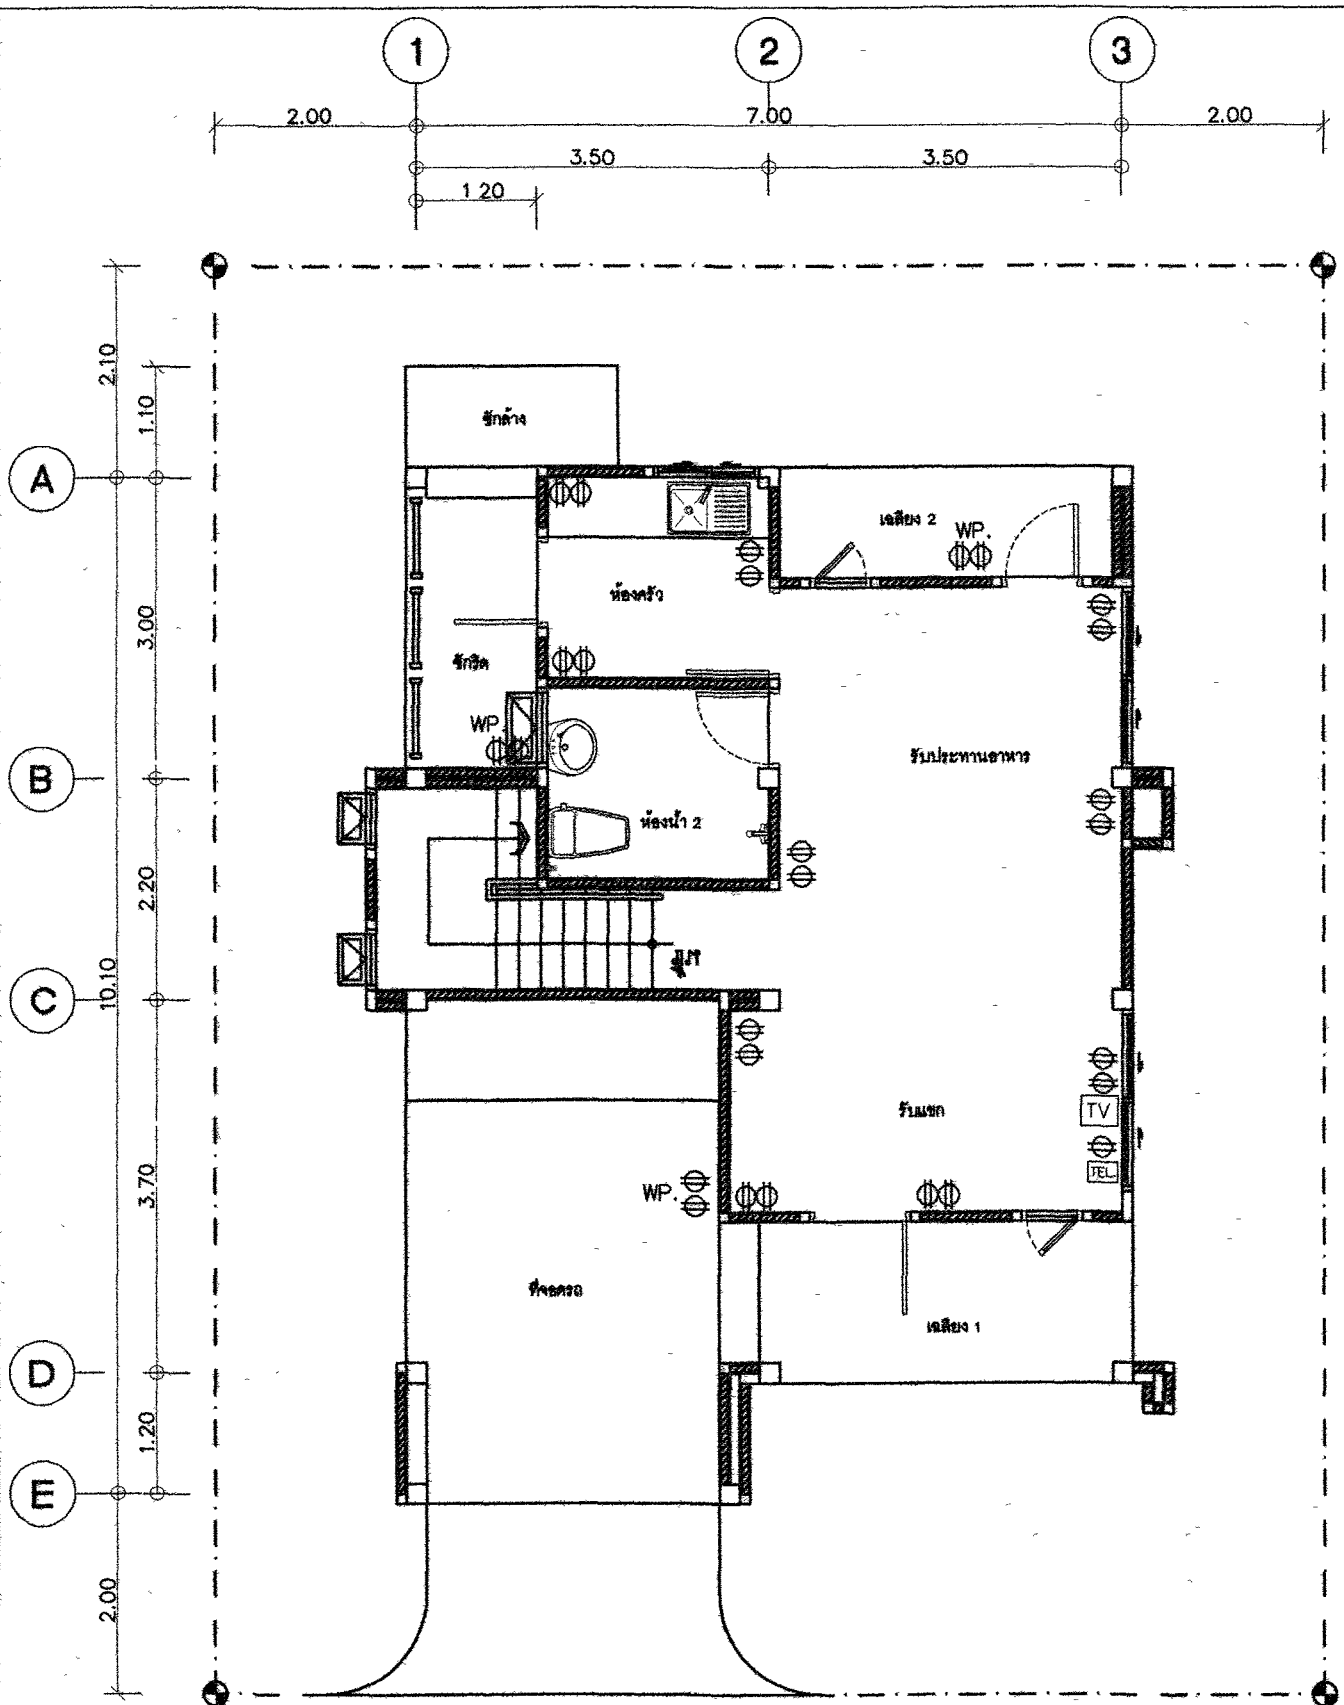 1
2
3
2.00
7.00
2.00
3.50
3.50
1.20
2.10
1.10
ซักล้าง
A
เฉลียง 2
WP.
3.00
ห้องครัว
ซักรีด
WP.
รับประทานอาหาร
B
ห้องน้ำ 2
2.20
C
10.10
รับแขก
TV
TEL.
3.70
WP.
ที่จอดรถ
เฉลียง 1
D
1.20
E
2.00